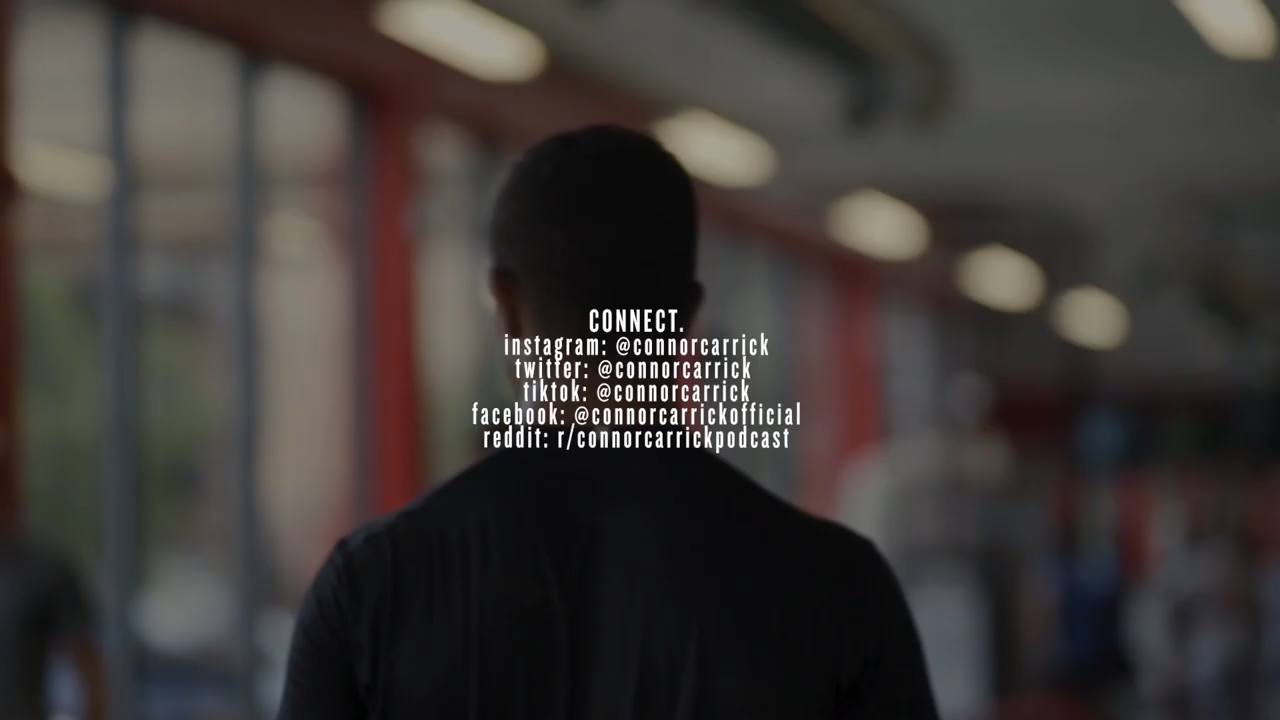 CONNECT.
instagram: @connorcarrick
twitter: @connorcarrick
tiktok: @connorcarrick
facebook: @connorcarrickofficial
reddit: r/connorcarrickpodcast